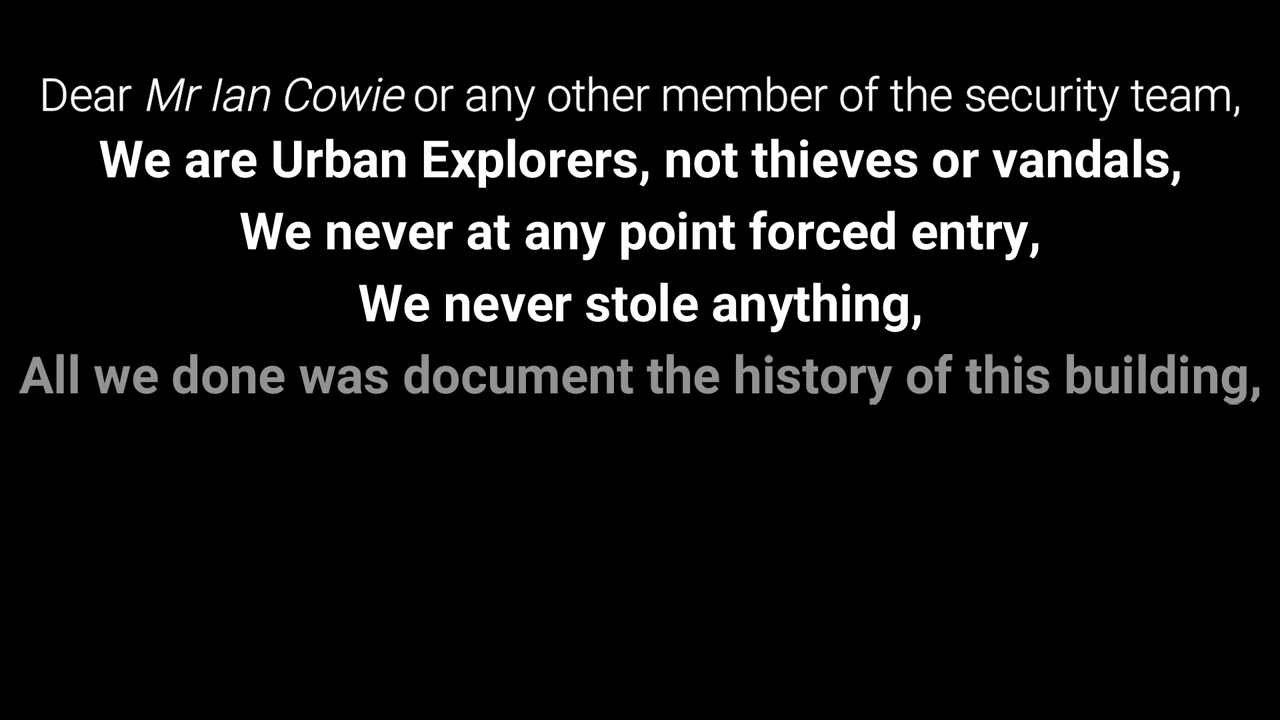 Dear Mr Ian Cowie or any other member of the security team,
We are Urban Explorers, not thieves or vandals,
We never at any point forced entry,
We never stole anything,
All we done was document the history of this building,